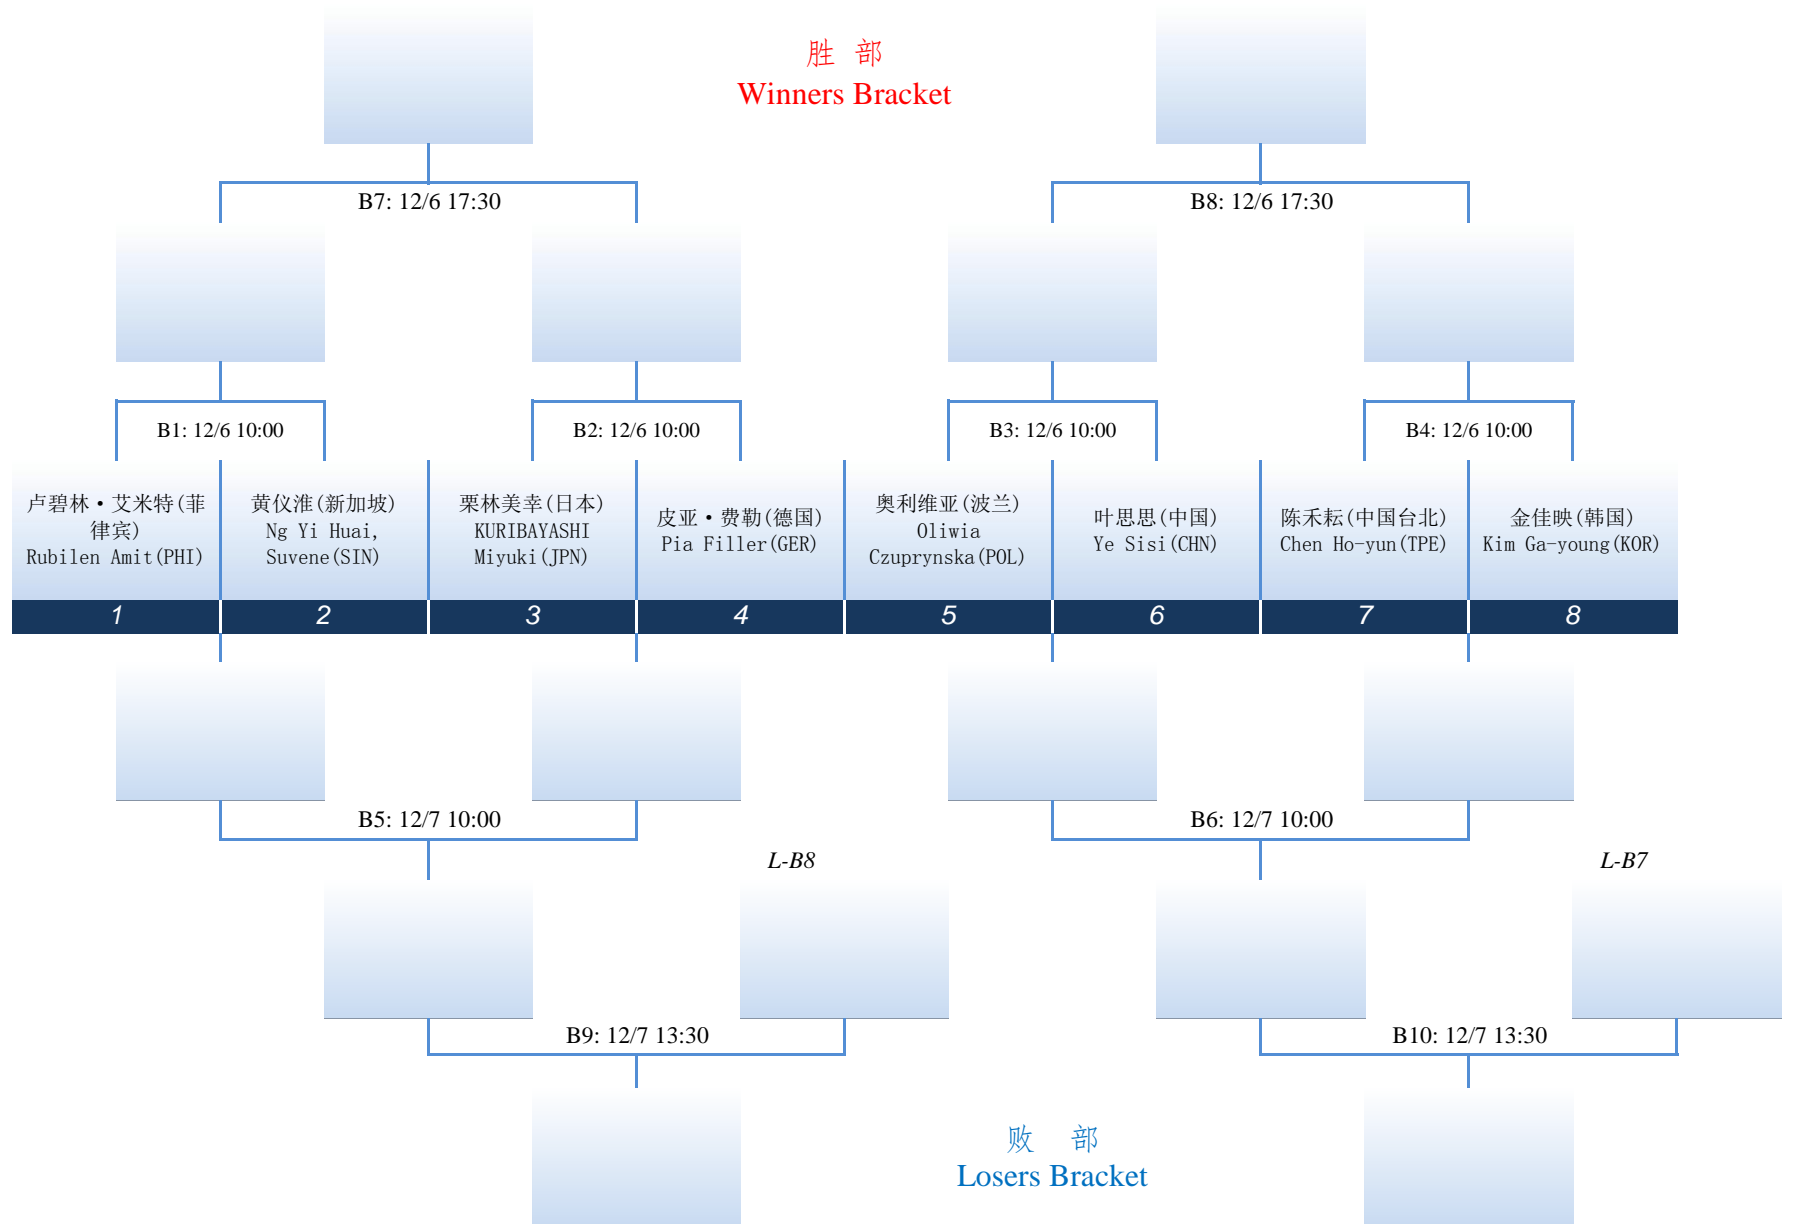 胜 部
Winners Bracket
B7: 12/6 17:30
B8: 12/6 17:30
B1: 12/6 10:00
B2: 12/6 10:00
B3: 12/6 10:00
B4: 12/6 10:00
卢碧林·艾米特(菲
律宾)
Rubilen Amit(PHI)
黄仪淮(新加坡)
Ng Yi Huai,
Suvene(SIN)
栗林美幸(日本)
KURIBAYASHI
Miyuki(JPN)
皮亚·费勒(德国)
Pia Filler(GER)
奥利维亚(波兰)
Oliwia
Czuprynska(POL)
叶思思(中国)
Ye Sisi(CHN)
陈禾耘(中国台北)
Chen Ho-yun(TPE)
金佳映(韩国)
Kim Ga-young(KOR)
1
2
3
4
5
6
7
8
B5: 12/7 10:00
B6: 12/7 10:00
L-B8
L-B7
B9: 12/7 13:30
B10: 12/7 13:30
败 部
Losers Bracket